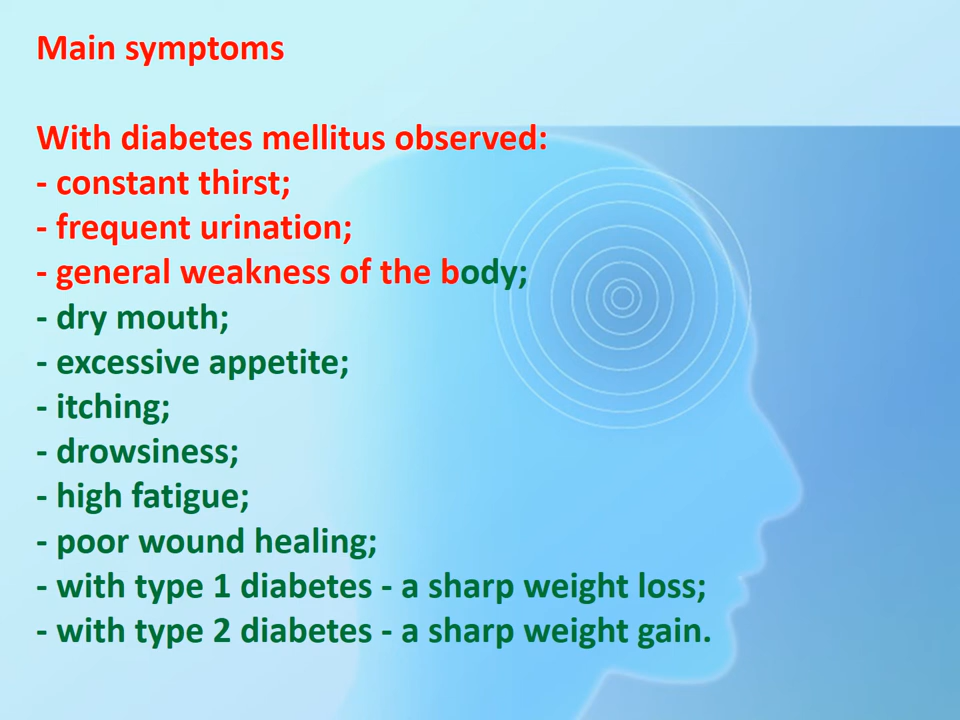 Main symptoms
With diabetes mellitus observed:
- constant thirst;
- frequent urination;
- general weakness of the body;
- dry mouth;
- excessive appetite;
- itching;
- drowsiness;
- high fatigue;
- poor wound healing;
- with type 1 diabetes - a sharp weight loss;
- with type 2 diabetes - a sharp weight gain.